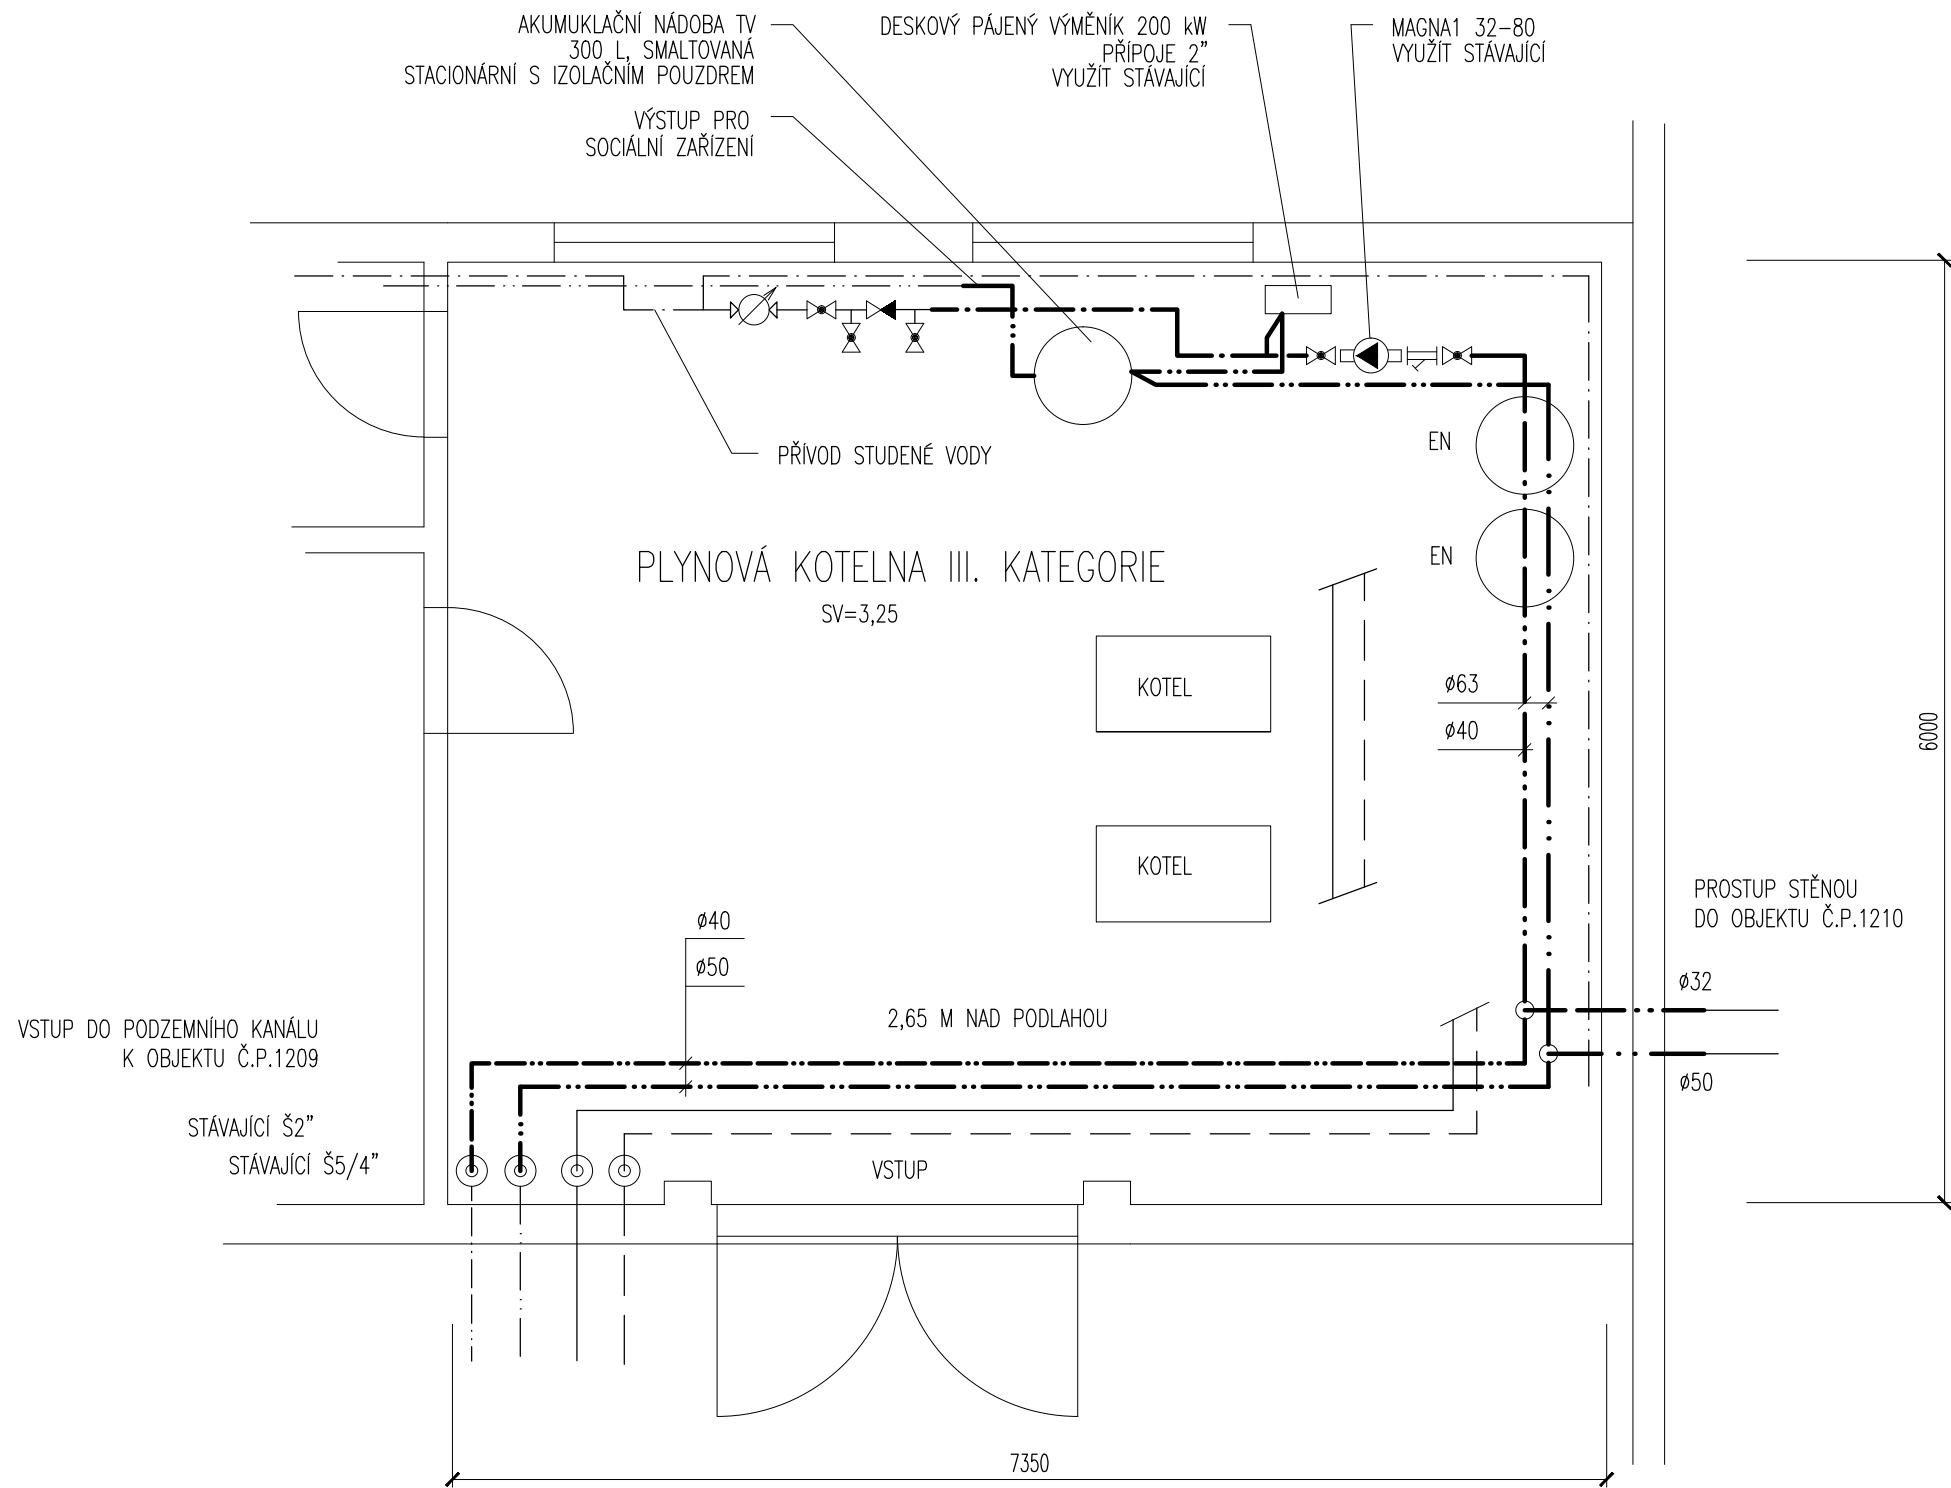 AKUMUKLAČNÍ NÁDOBA TV
300 L, SMALTOVANÁ
STACIONÁRNÍ S IZOLAČNÍM POUZDREM
VÝSTUP PRO
SOCIÁLNÍ ZAŘÍZENÍ
DESKOVÝ PÁJENÝ VÝMĚNÍK 200 kW
PŘÍPOJE 2"
VYUŽÍT STÁVAJÍCÍ
MAGNA1 32-80
VYUŽÍT STÁVAJÍCÍ
PŘÍVOD STUDENÉ VODY
EN
EN
PLYNOVÁ KOTELNA III. KATEGORIE
SV=3,25
KOTEL
ø63
ø40
6000
KOTEL
PROSTUP STĚNOU
DO OBJEKTU Č.P.1210
ø40
ø50
ø32
2,65 M NAD PODLAHOU
VSTUP DO PODZEMNÍHO KANÁLU
K OBJEKTU Č.P.1209
ø50
STÁVAJÍCÍ Š2"
STÁVAJÍCÍ Š5/4"
VSTUP
7350